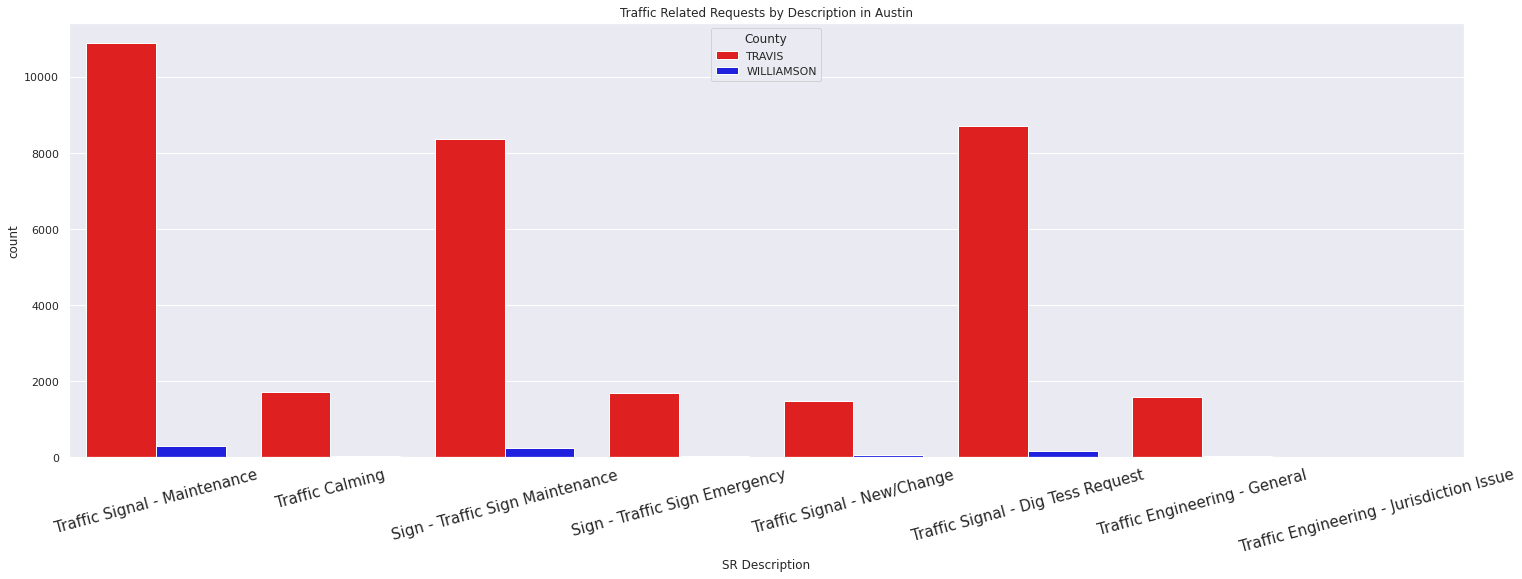 Traffic Related Requests by Description in Austin
County
TRAVIS
WILLIAMSON
10000
8000
6000
4000
2000
0
count
Traffic Signal - Maintenance
Traffic Calming
Sign - Traffic Sign Maintenance
Sign - Traffic Sign Emergency
Traffic Signal - New/Change
Traffic Signal - Dig Tess Request
Traffic Engineering - General
Traffic Engineering - Jurisdiction Issue
SR Description